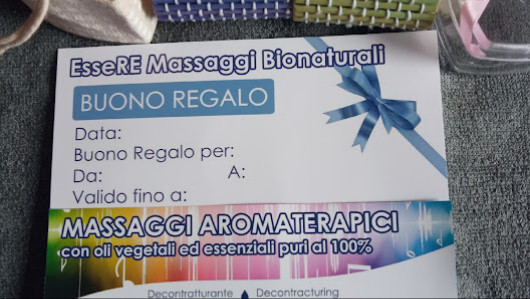 EsseRE Massaggi Bionaturali
BUONO REGALO
Data:
Buono Regalo per:
Da: A:
Valido fino a:
MASSAGGI AROMATERAPICI
con oli vegetali ed essenziali puri al 100%
Decontratturante Decontracturing